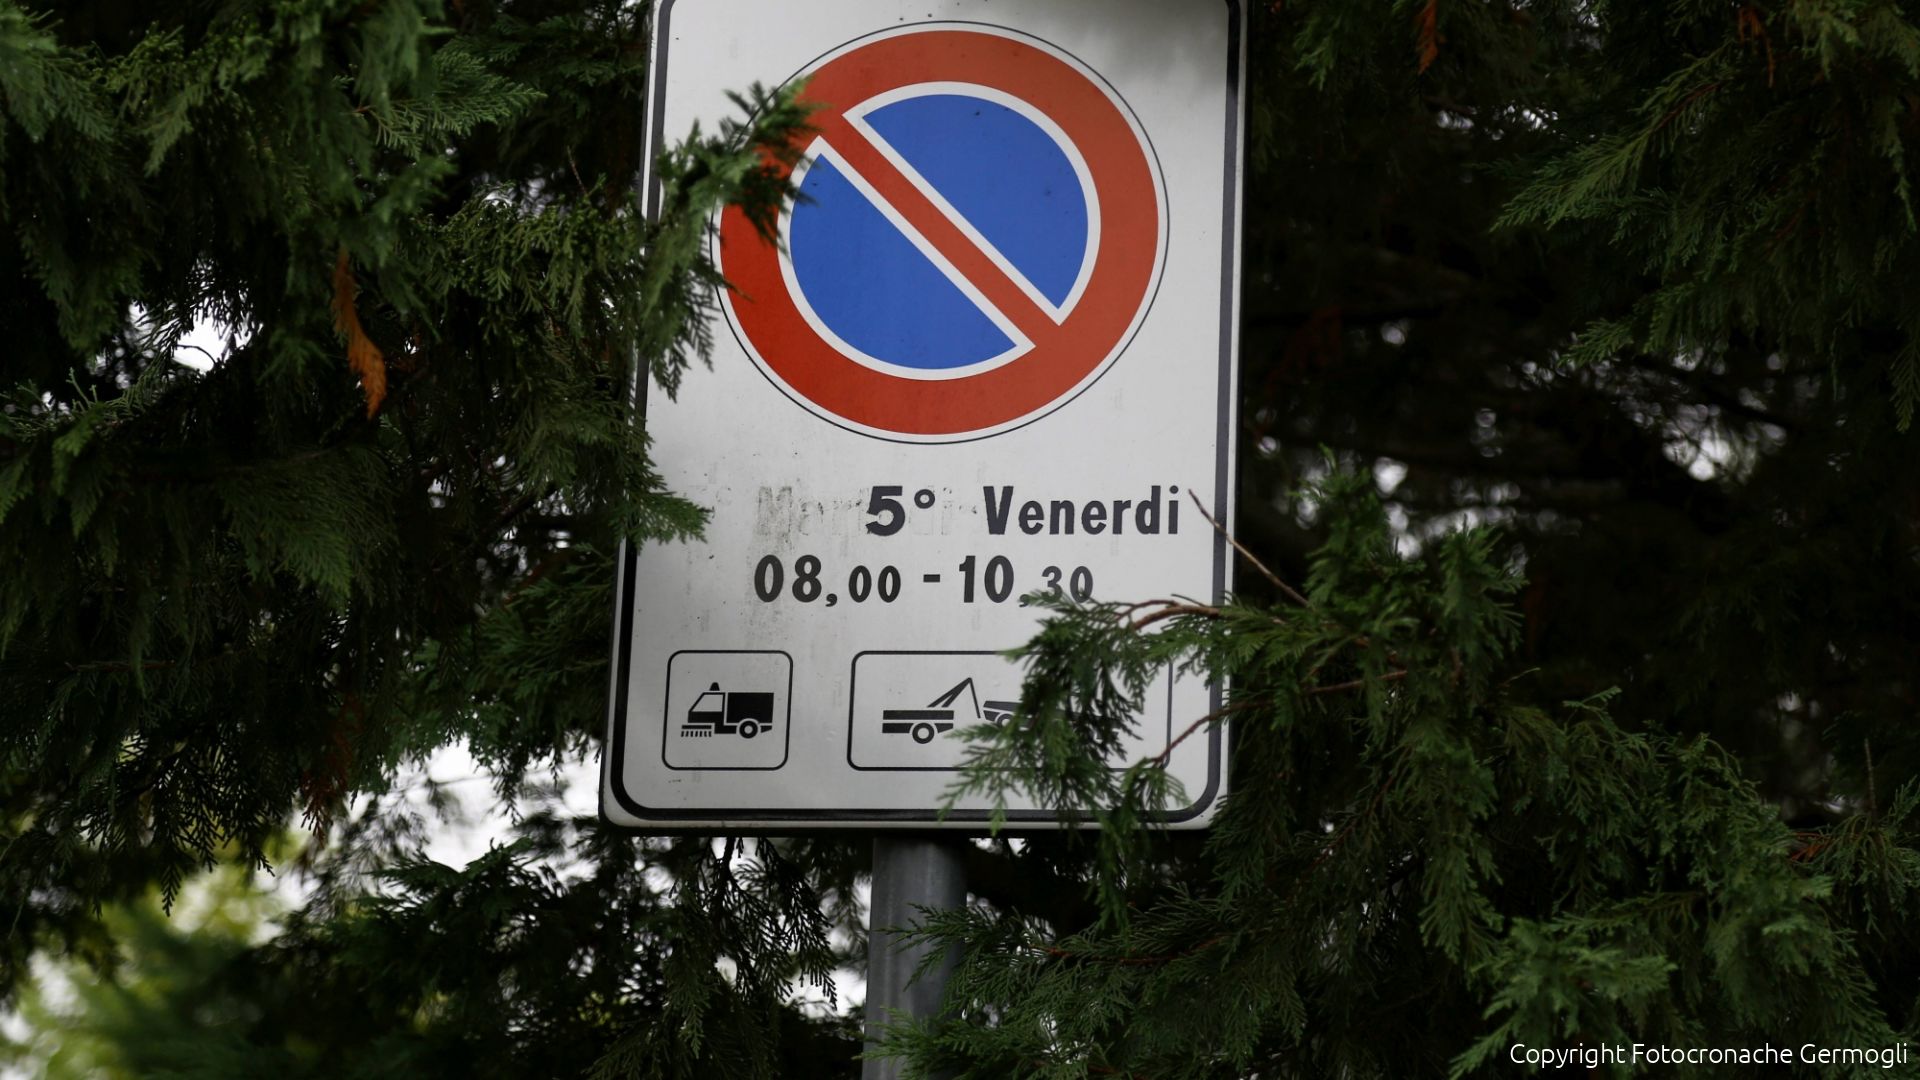 5° Venerdi
08,00 - 10,30
Copyright Fotocronache Germogli